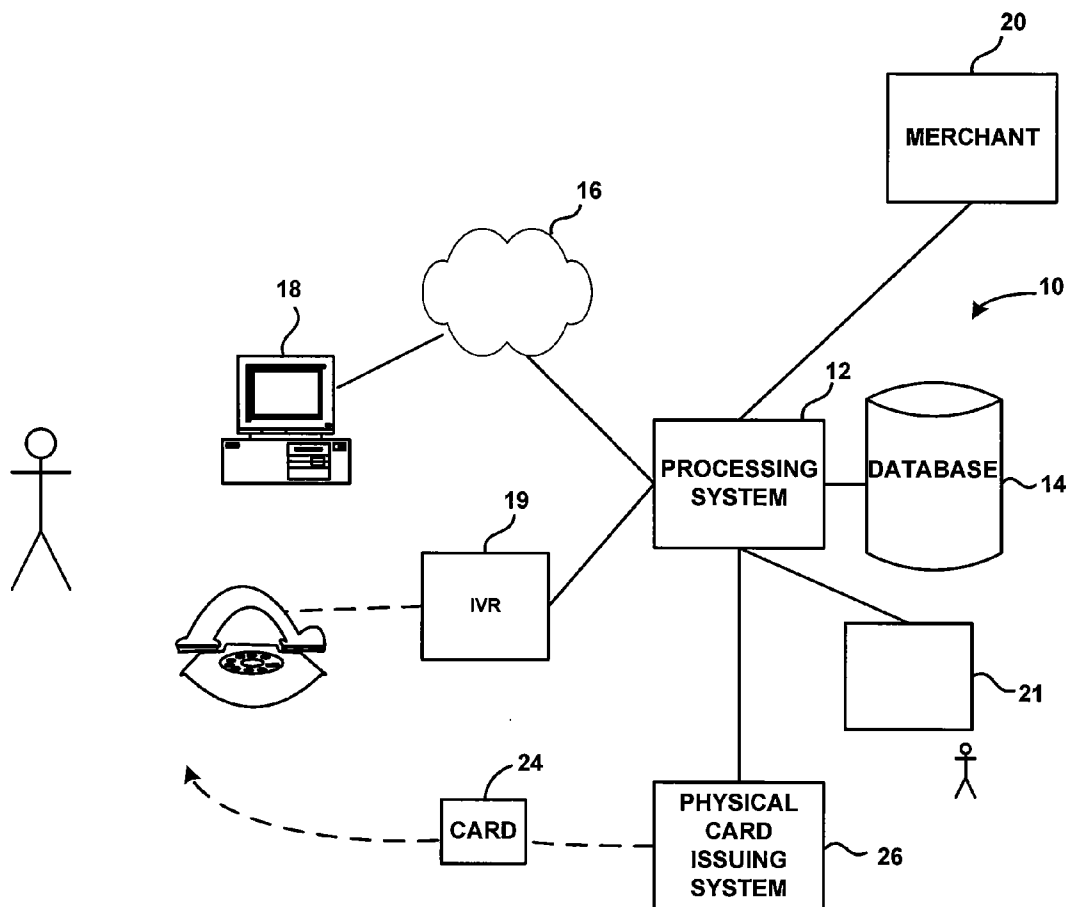 20
MERCHANT
16
10
18
12
PROCESSING
SYSTEM
DATABASE
14
19
IVR
21
24
CARD
PHYSICAL
CARD
ISSUING
SYSTEM
26